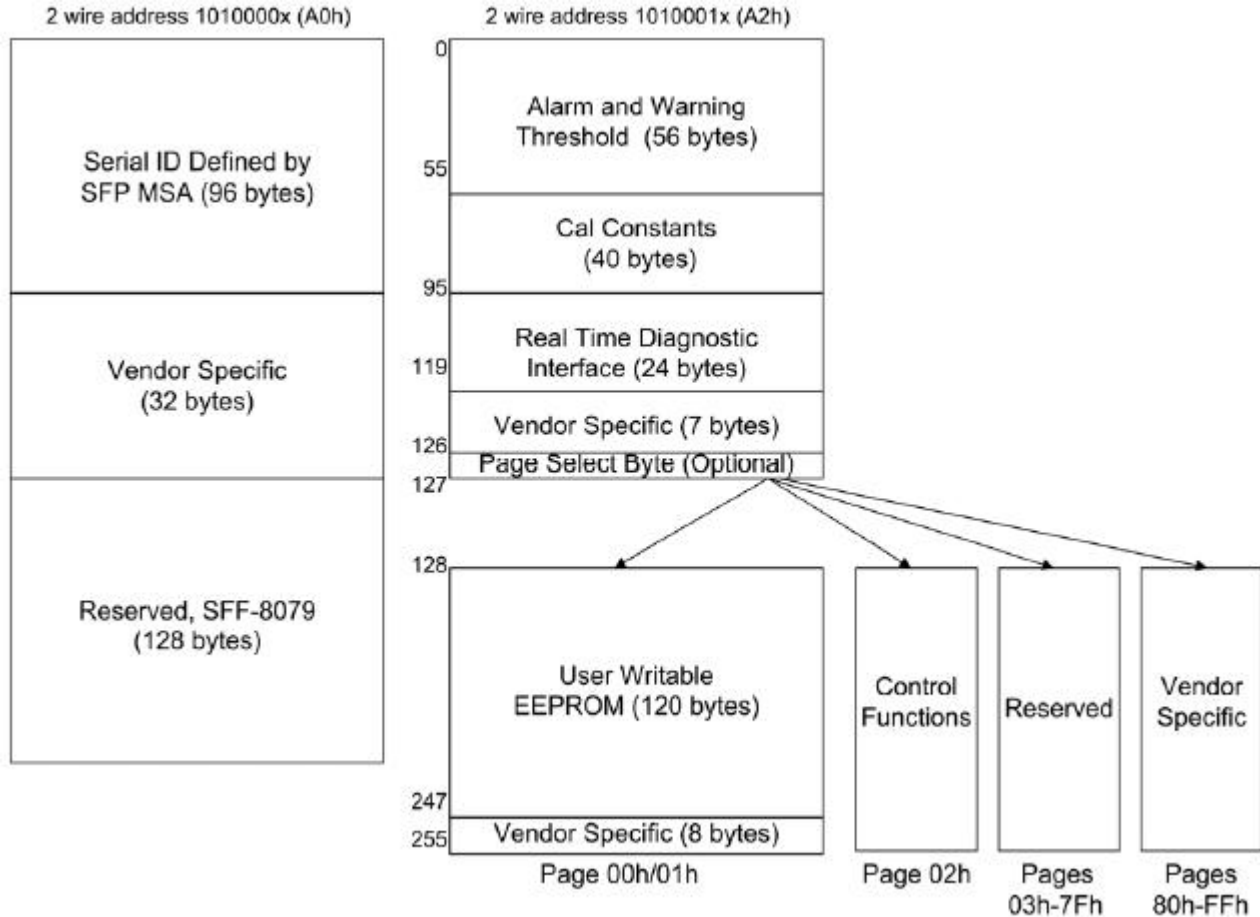 2 wire address 1010000x (A0h)
Serial ID Defined by
SFP MSA (96 bytes)
Vendor Specific
(32 bytes)
Reserved, SFF-8079
(128 bytes)
2 wire address 1010001x (A2h)
0
Alarm and Warning
Threshold (56 bytes)
55
Cal Constants
(40 bytes)
95
Real Time Diagnostic
Interface (24 bytes)
119
Vendor Specific (7 bytes)
126
Page Select Byte (Optional)
127
128
User Writable
EEPROM (120 bytes)
247
Vendor Specific (8 bytes)
255
Page 00h/01h
Control
Functions
Page 02h
Reserved
Pages
03h-7Fh
Vendor
Specific
Pages
80h-FFh